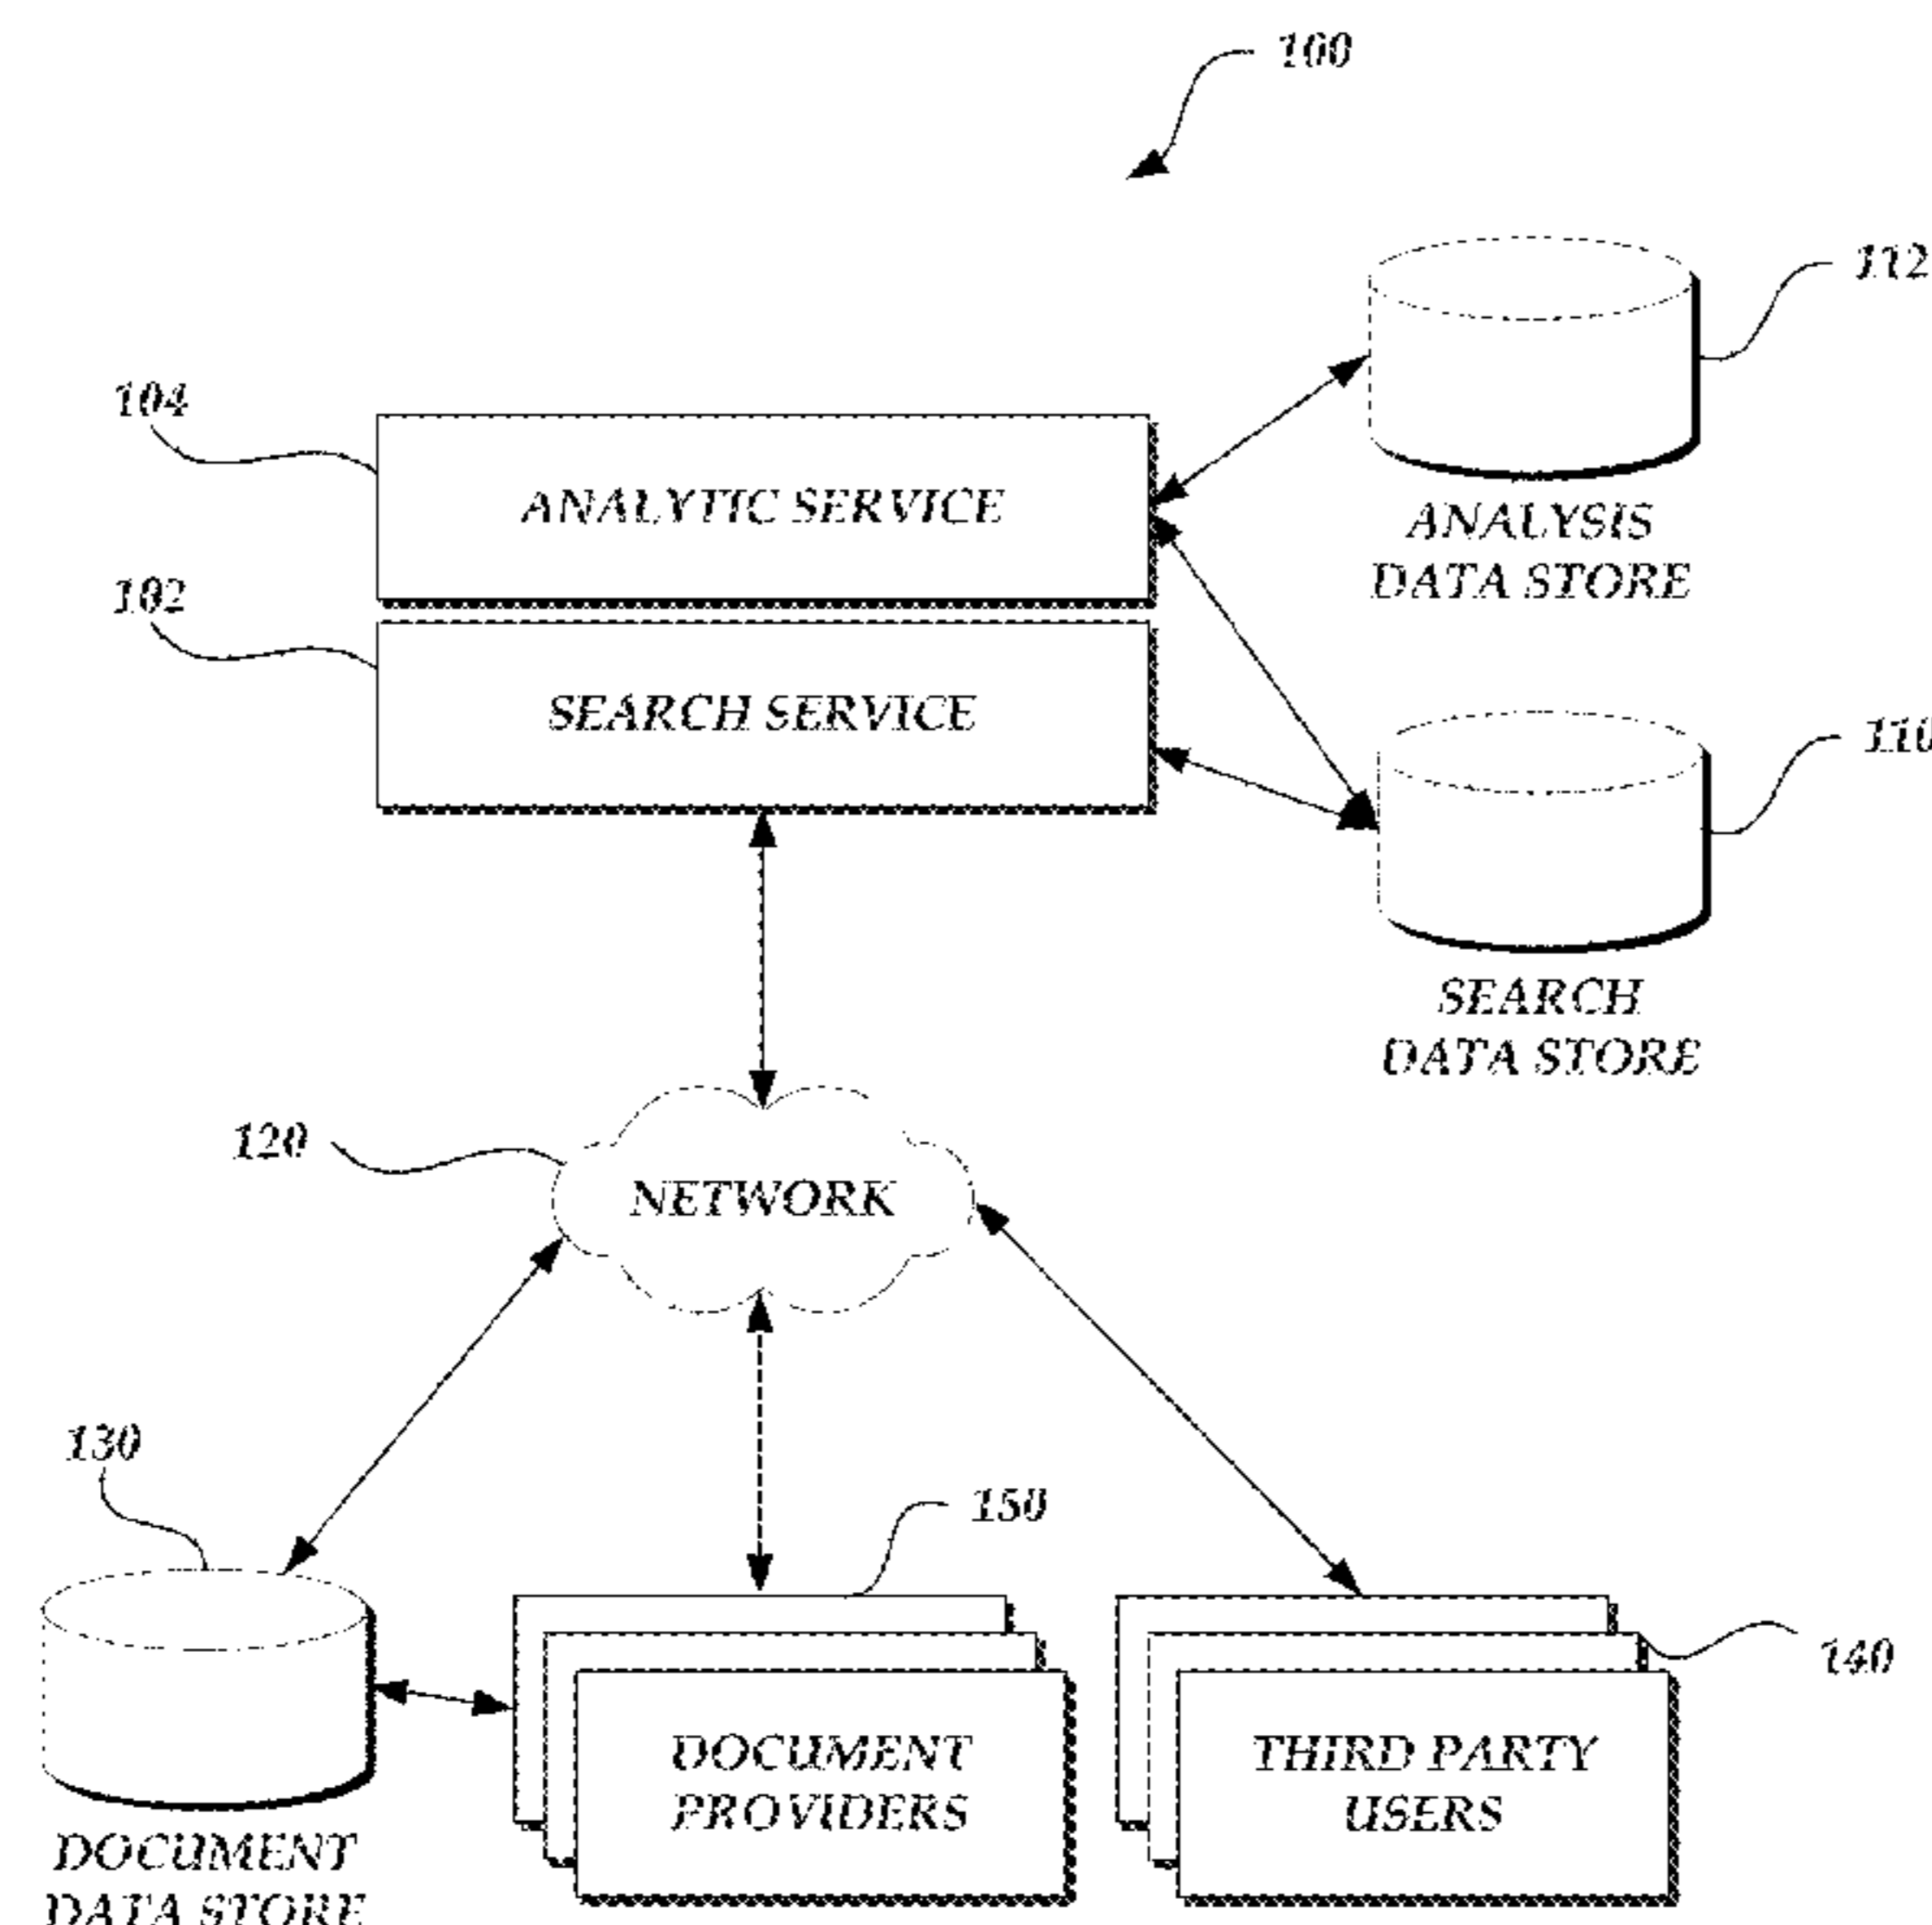 100
112
104
ANALYTIC SERVICE
ANALYSIS
DATA STORE
102
SEARCH SERVICE
110
SEARCH
DATA STORE
120
NETWORK
130
150
140
DOCUMENT
PROVIDERS
THIRD PARTY
USERS
DOCUMENT
DATA STORE